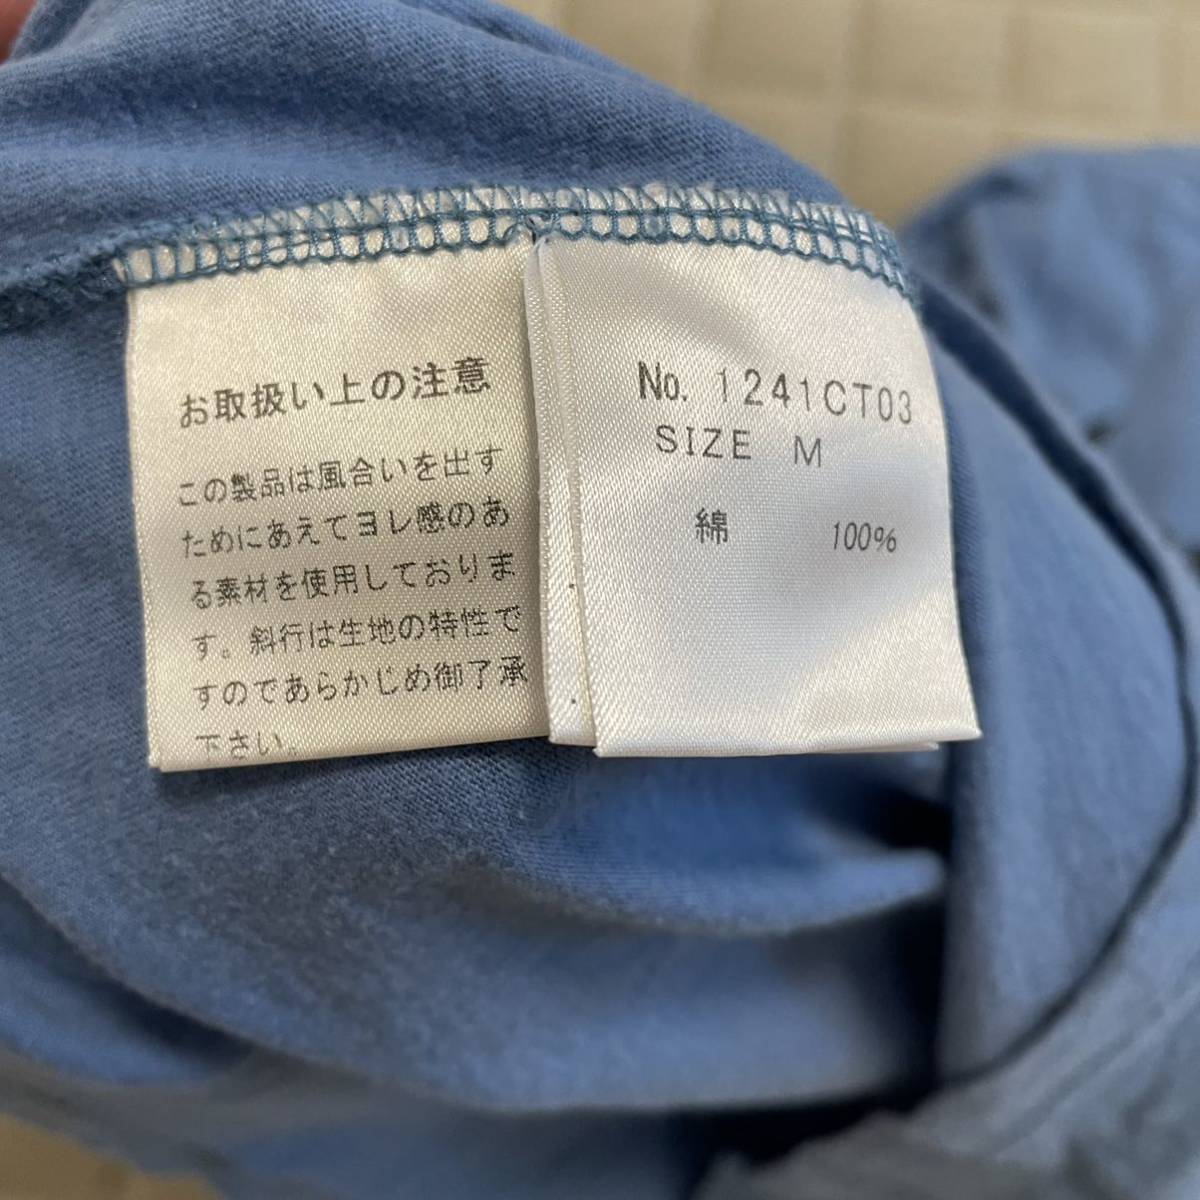 お取扱い上の注意
この製品は風合いを出す
ためにあえてヨレ感のあ
る素材を使用しておりま
す。斜行は生地の特性で
すのであらかじめ御了承
下さい。
No. 1241CT03
SIZE M
綿 100%